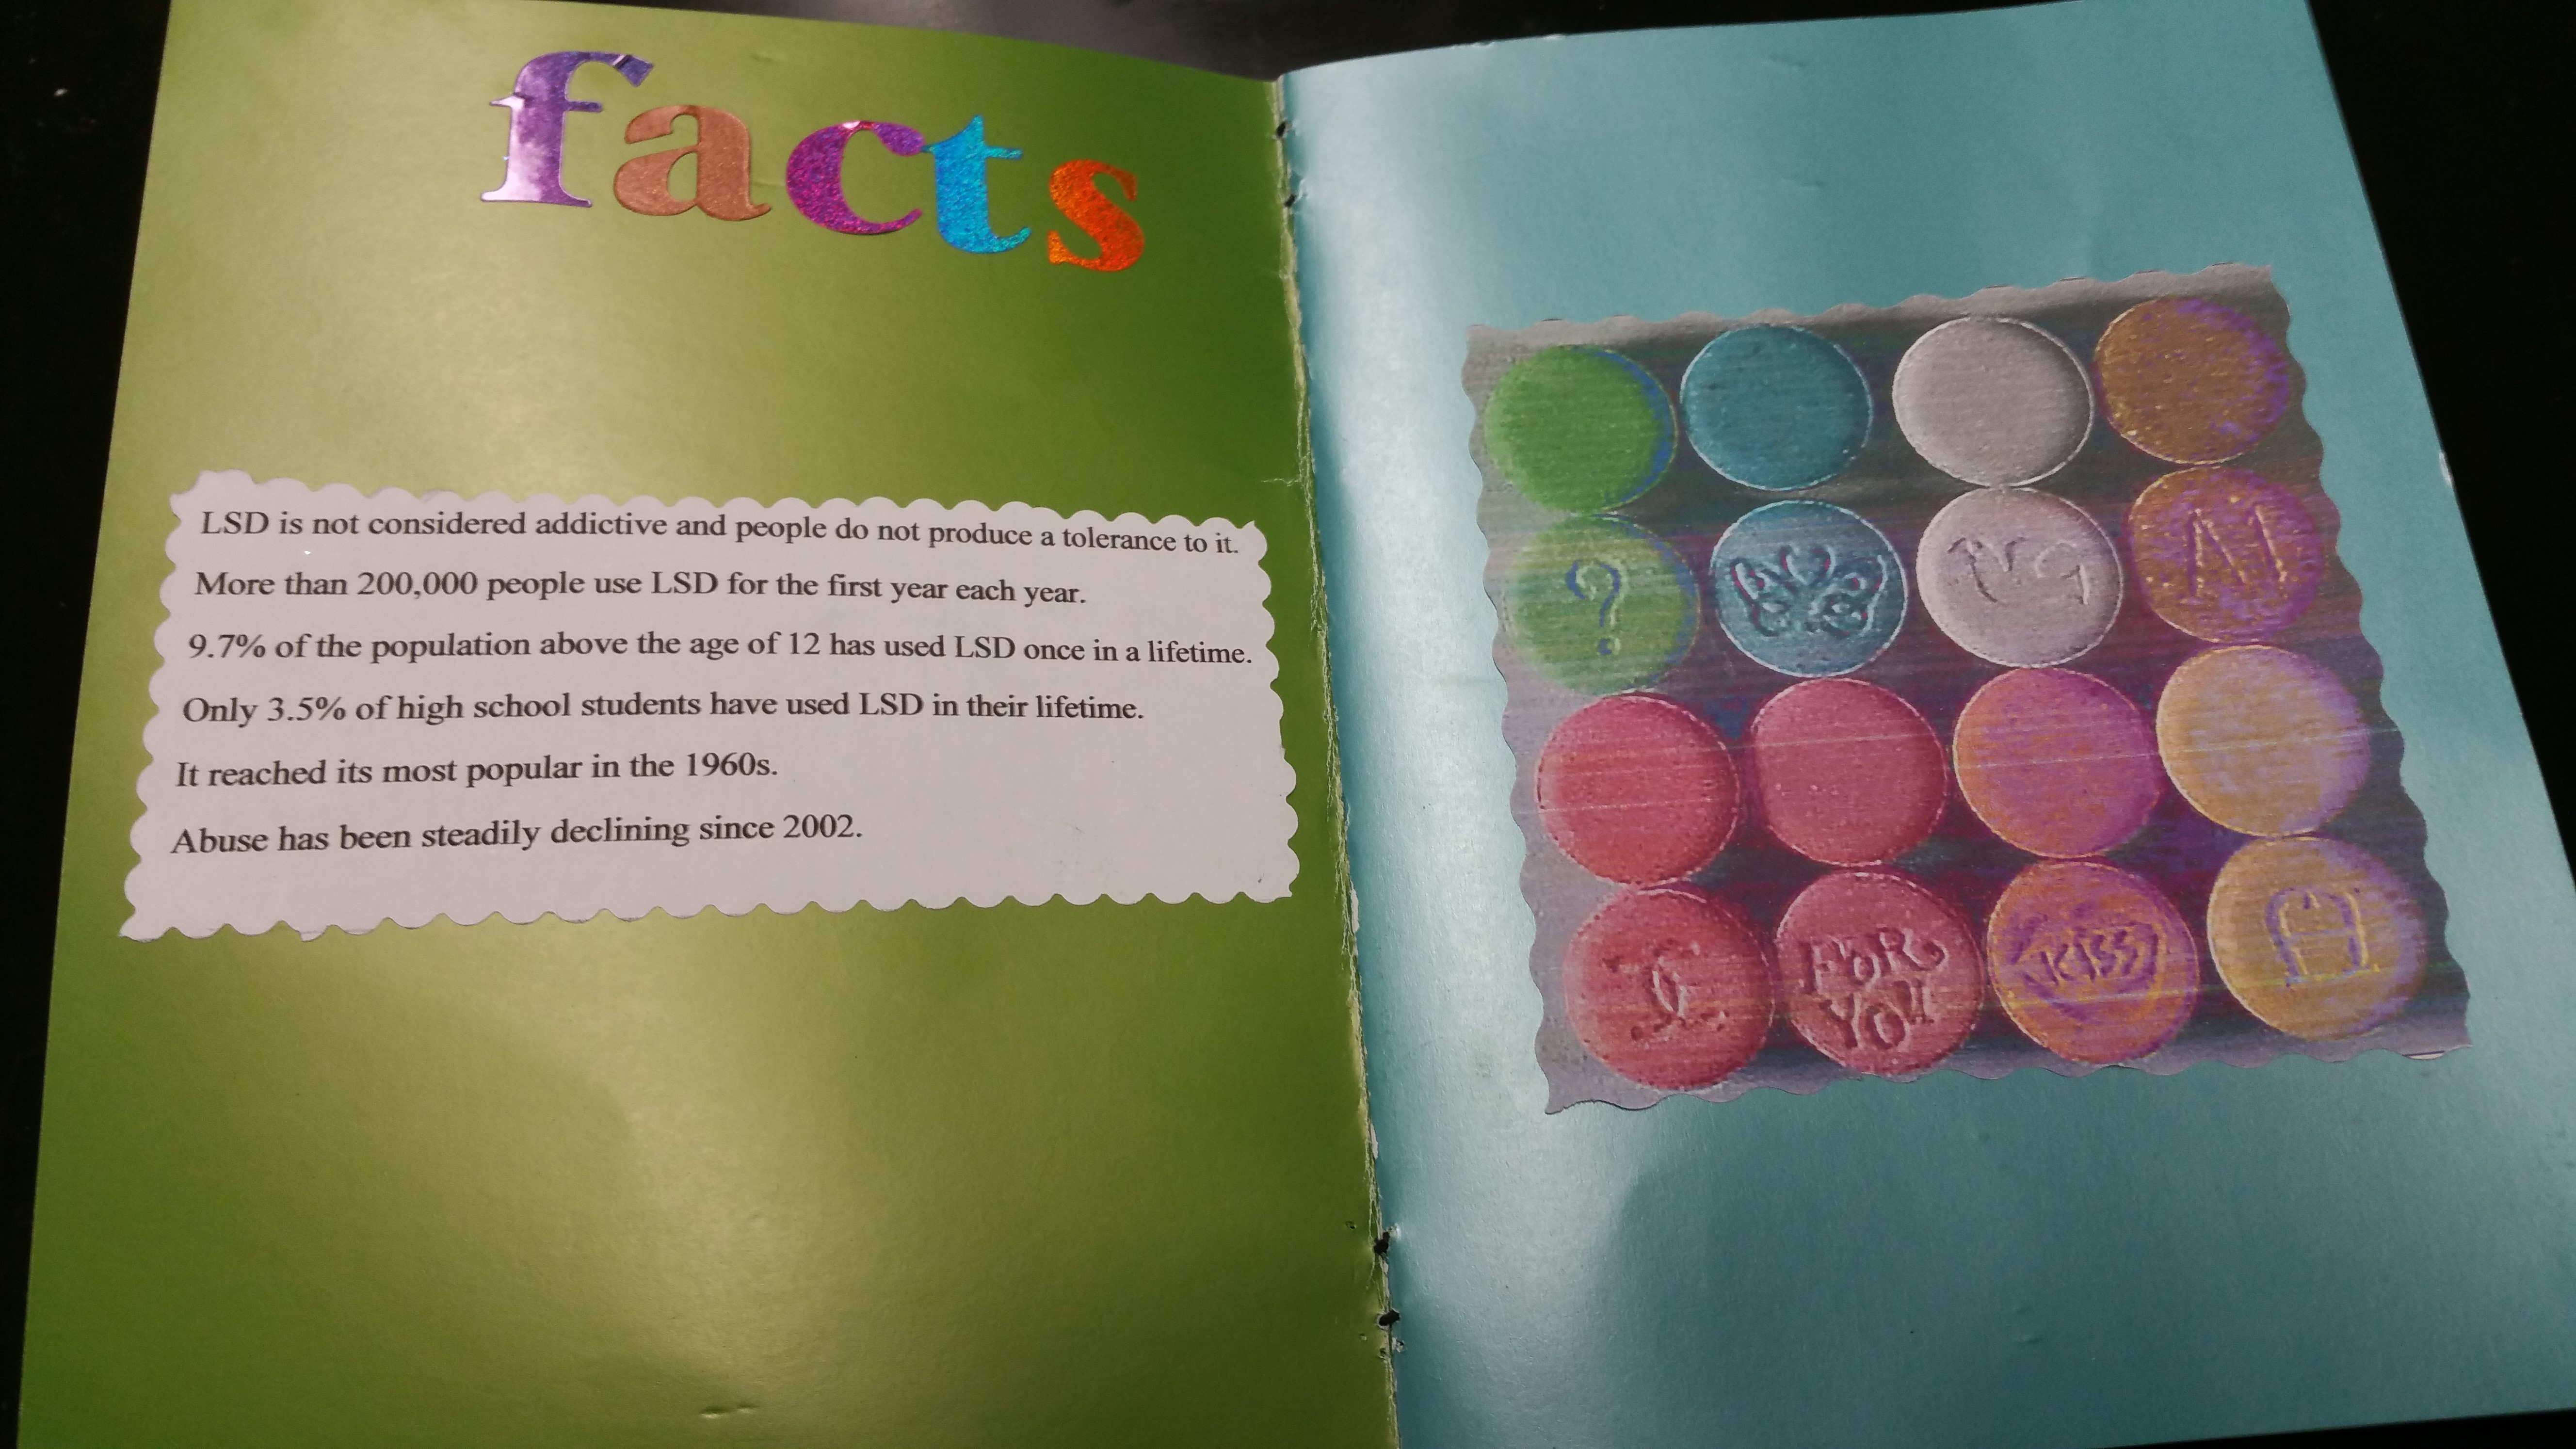 facts
LSD is not considered addictive and people do not produce a tolerance to it.
More than 200,000 people use LSD for the first year each year.
9.7% of the population above the age of 12 has used LSD once in a lifetime.
Only 3.5% of high school students have used LSD in their lifetime.
It reached its most popular in the 1960s.
Abuse has been steadily declining since 2002.
?
N
FOR
YOU
KISS